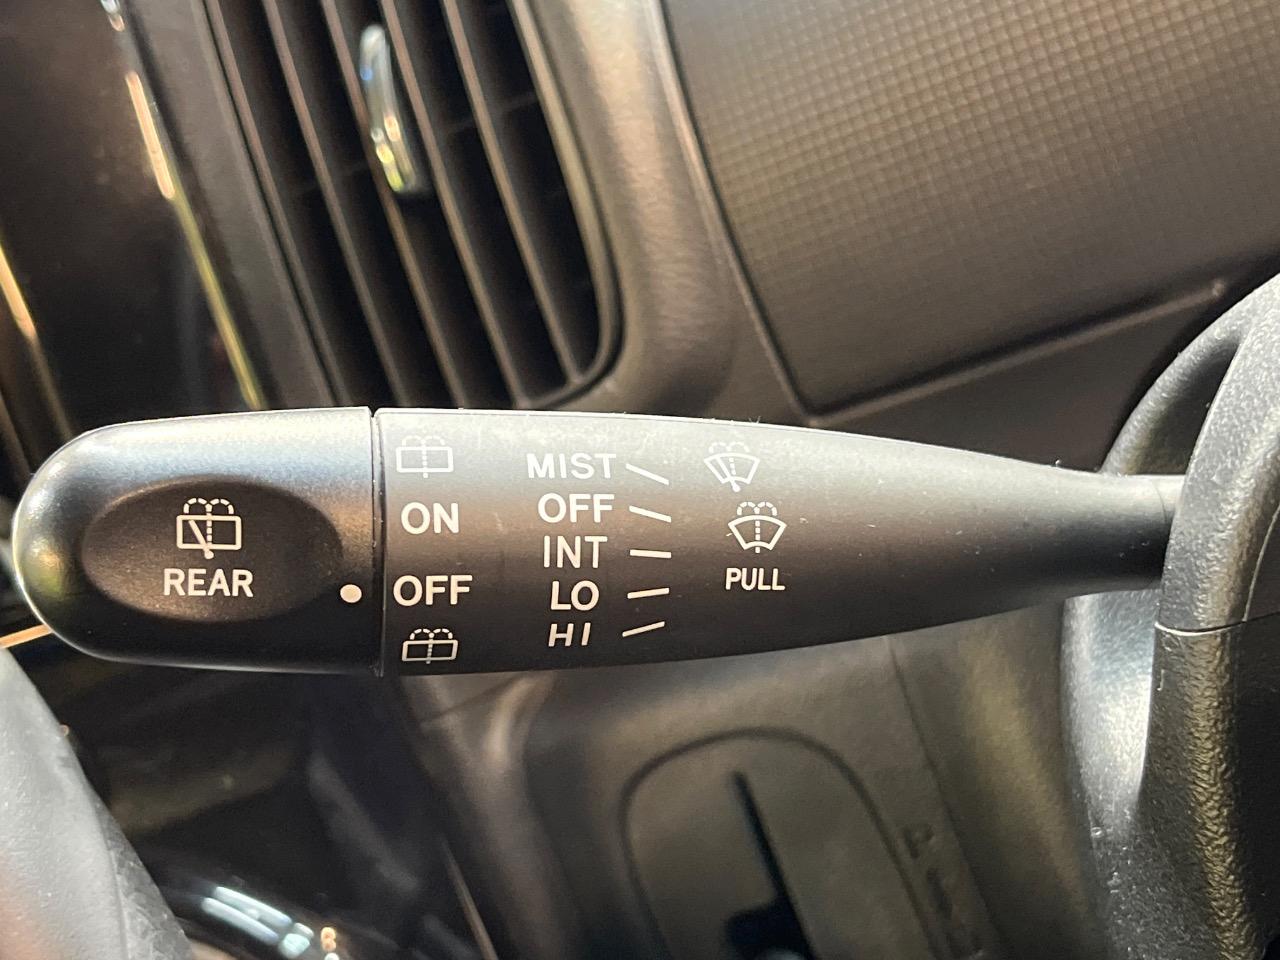 REAR
ON
OFF
MIST
OFF
INT
LO
HI
PULL
P